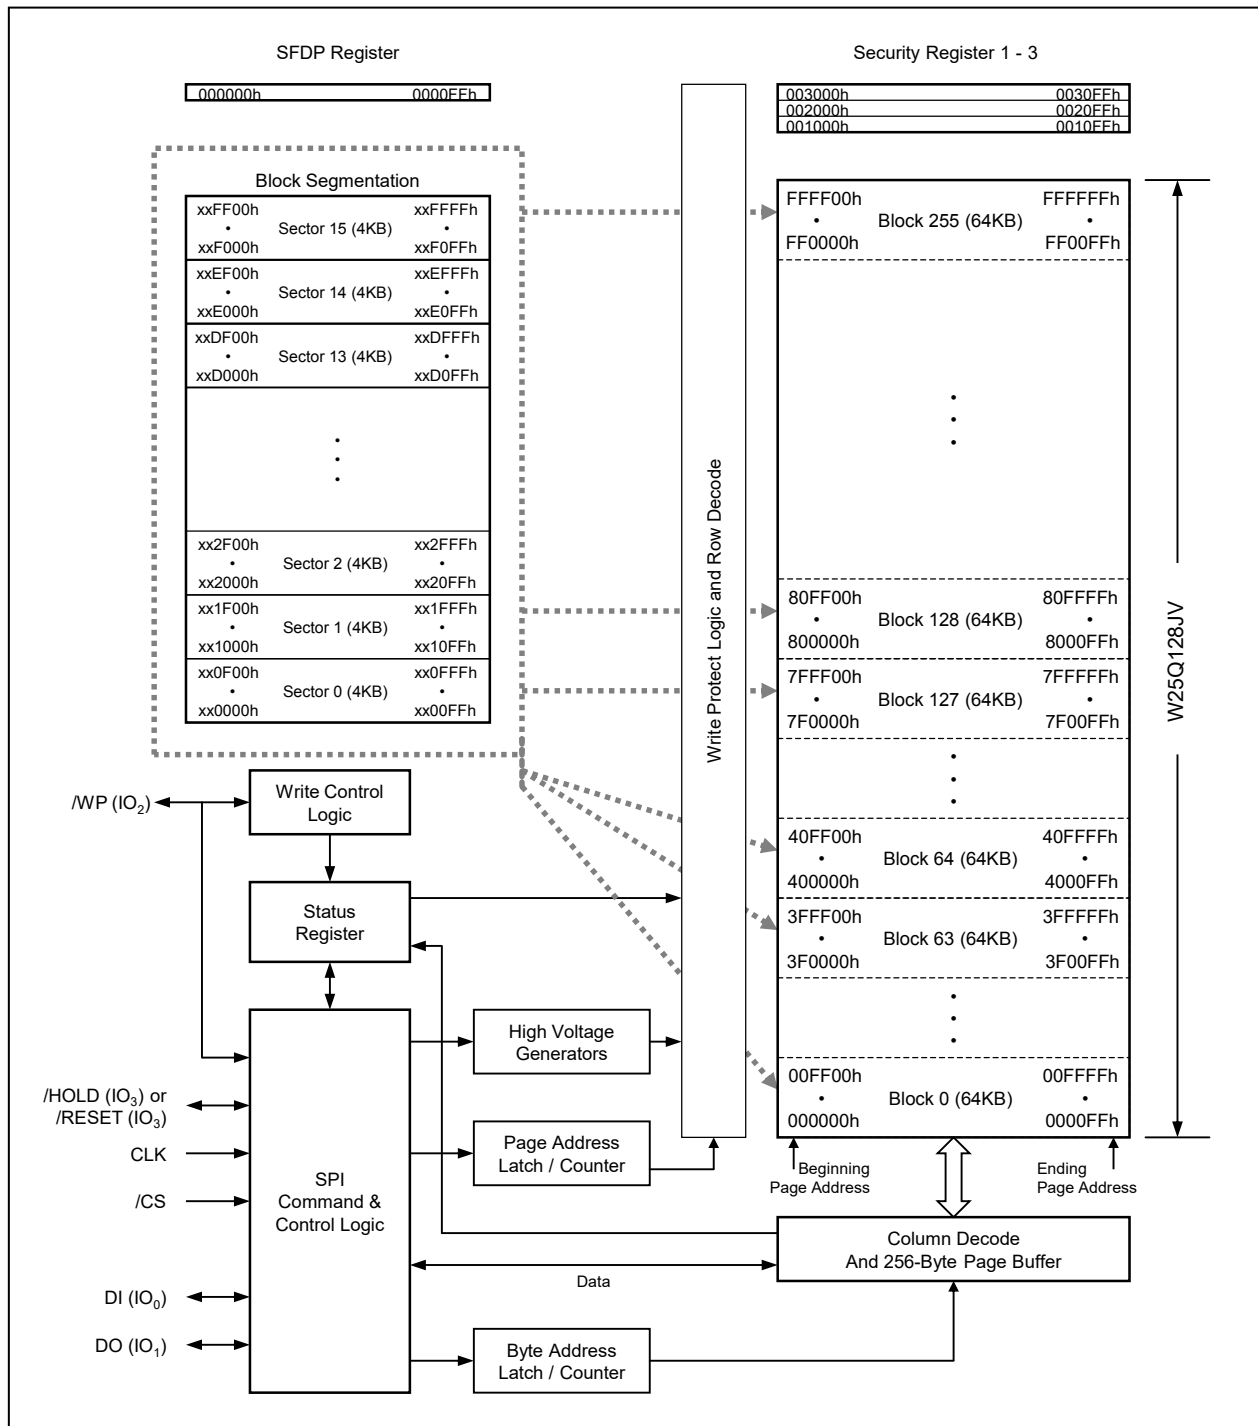 SFDP Register
000000h 0000FFh
Security Register 1 - 3
003000h 0030FFh
002000h 0020FFh
001000h 0010FFh
Block Segmentation
xxFF00h xxFFFFh
• Sector 15 (4KB) •
xxF000h xxF0FFh
xxEF00h xxEFFFh
• Sector 14 (4KB) •
xxE000h xxE0FFh
xxDF00h xxDFFFh
• Sector 13 (4KB) •
xxD000h xxD0FFh
xx2F00h xx2FFFh
• Sector 2 (4KB) •
xx2000h xx20FFh
xx1F00h xx1FFFh
• Sector 1 (4KB) •
xx1000h xx10FFh
xx0F00h xx0FFFh
• Sector 0 (4KB) •
xx0000h xx00FFh
Write Protect Logic and Row Decode
FFFF00h FFFFFFh
• Block 255 (64KB) •
FF0000h FF00FFh
80FF00h 80FFFFh
• Block 128 (64KB) •
800000h 8000FFh
7FFF00h 7FFFFFh
• Block 127 (64KB) •
7F0000h 7F00FFh
40FF00h 40FFFFh
• Block 64 (64KB) •
400000h 4000FFh
3FFF00h 3FFFFFh
• Block 63 (64KB) •
3F0000h 3F00FFh
00FF00h 00FFFFh
• Block 0 (64KB) •
000000h 0000FFh
W25Q128JV
Beginning
Page Address
Ending
Page Address
/WP (IO₂)
Write Control
Logic
Status
Register
High Voltage
Generators
/HOLD (IO₃) or
/RESET (IO₃)
CLK
/CS
DI (IO₀)
DO (IO₁)
SPI
Command &
Control Logic
Page Address
Latch / Counter
Column Decode
And 256-Byte Page Buffer
Data
Byte Address
Latch / Counter